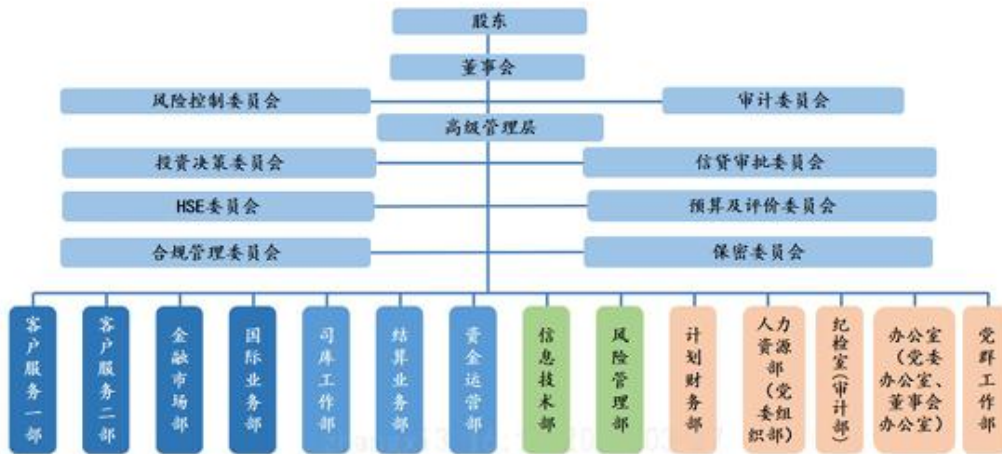 股东
董事会
风险控制委员会
审计委员会
高级管理层
投资决策委员会
信贷审批委员会
HSE委员会
预算及评价委员会
合规管理委员会
保密委员会
客户服务一部
客户服务二部
金融市场部
国际业务部
司库工作部
结算业务部
资金运营部
信息技术部
风险管理部
计划财务部
人力
资源
部
（党
委组
织部）
纪检室(审计部)
办公室
（党委
办公室、
董事会
办公室）
党群工作部